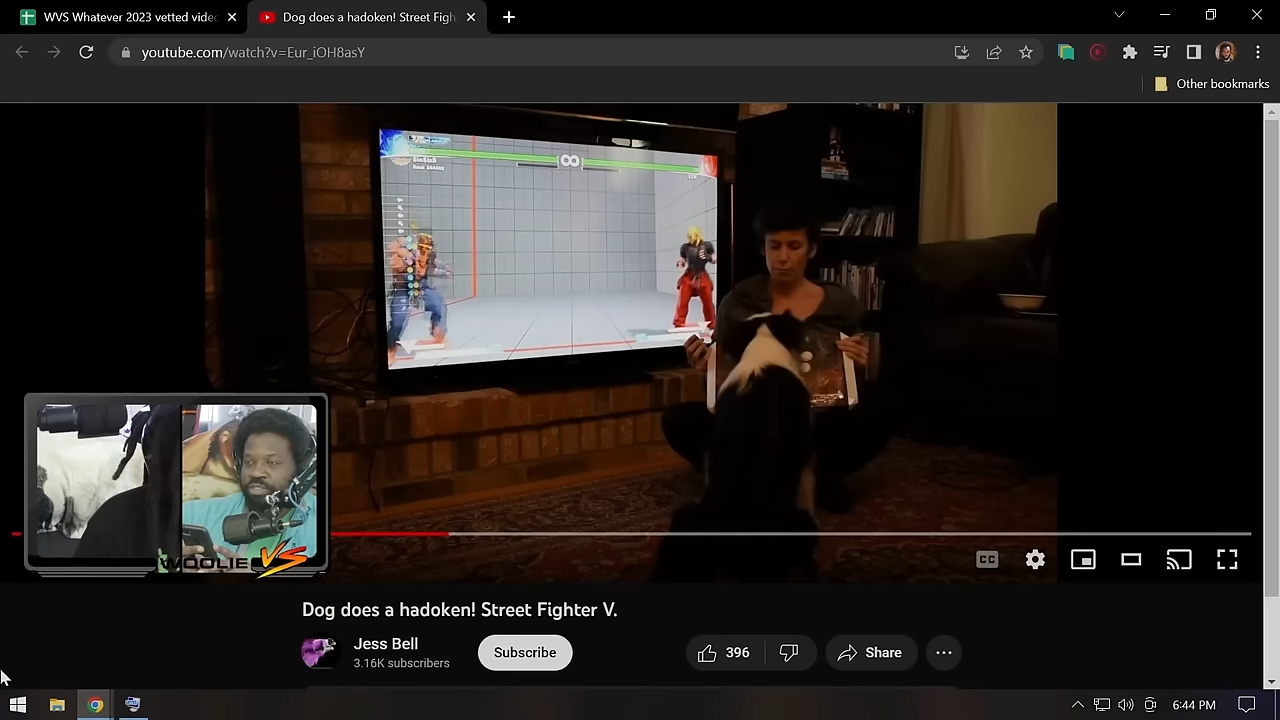 WVS Whatever 2023 vetted vide
Dog does a hadoken! Street Figh
youtube.com/watch?v=Eur_iOH8asY
Other bookmarks
WOOLIE VS
CC
Dog does a hadoken! Street Fighter V.
Jess Bell
3.16K subscribers
Subscribe
396
Share
6:44 PM